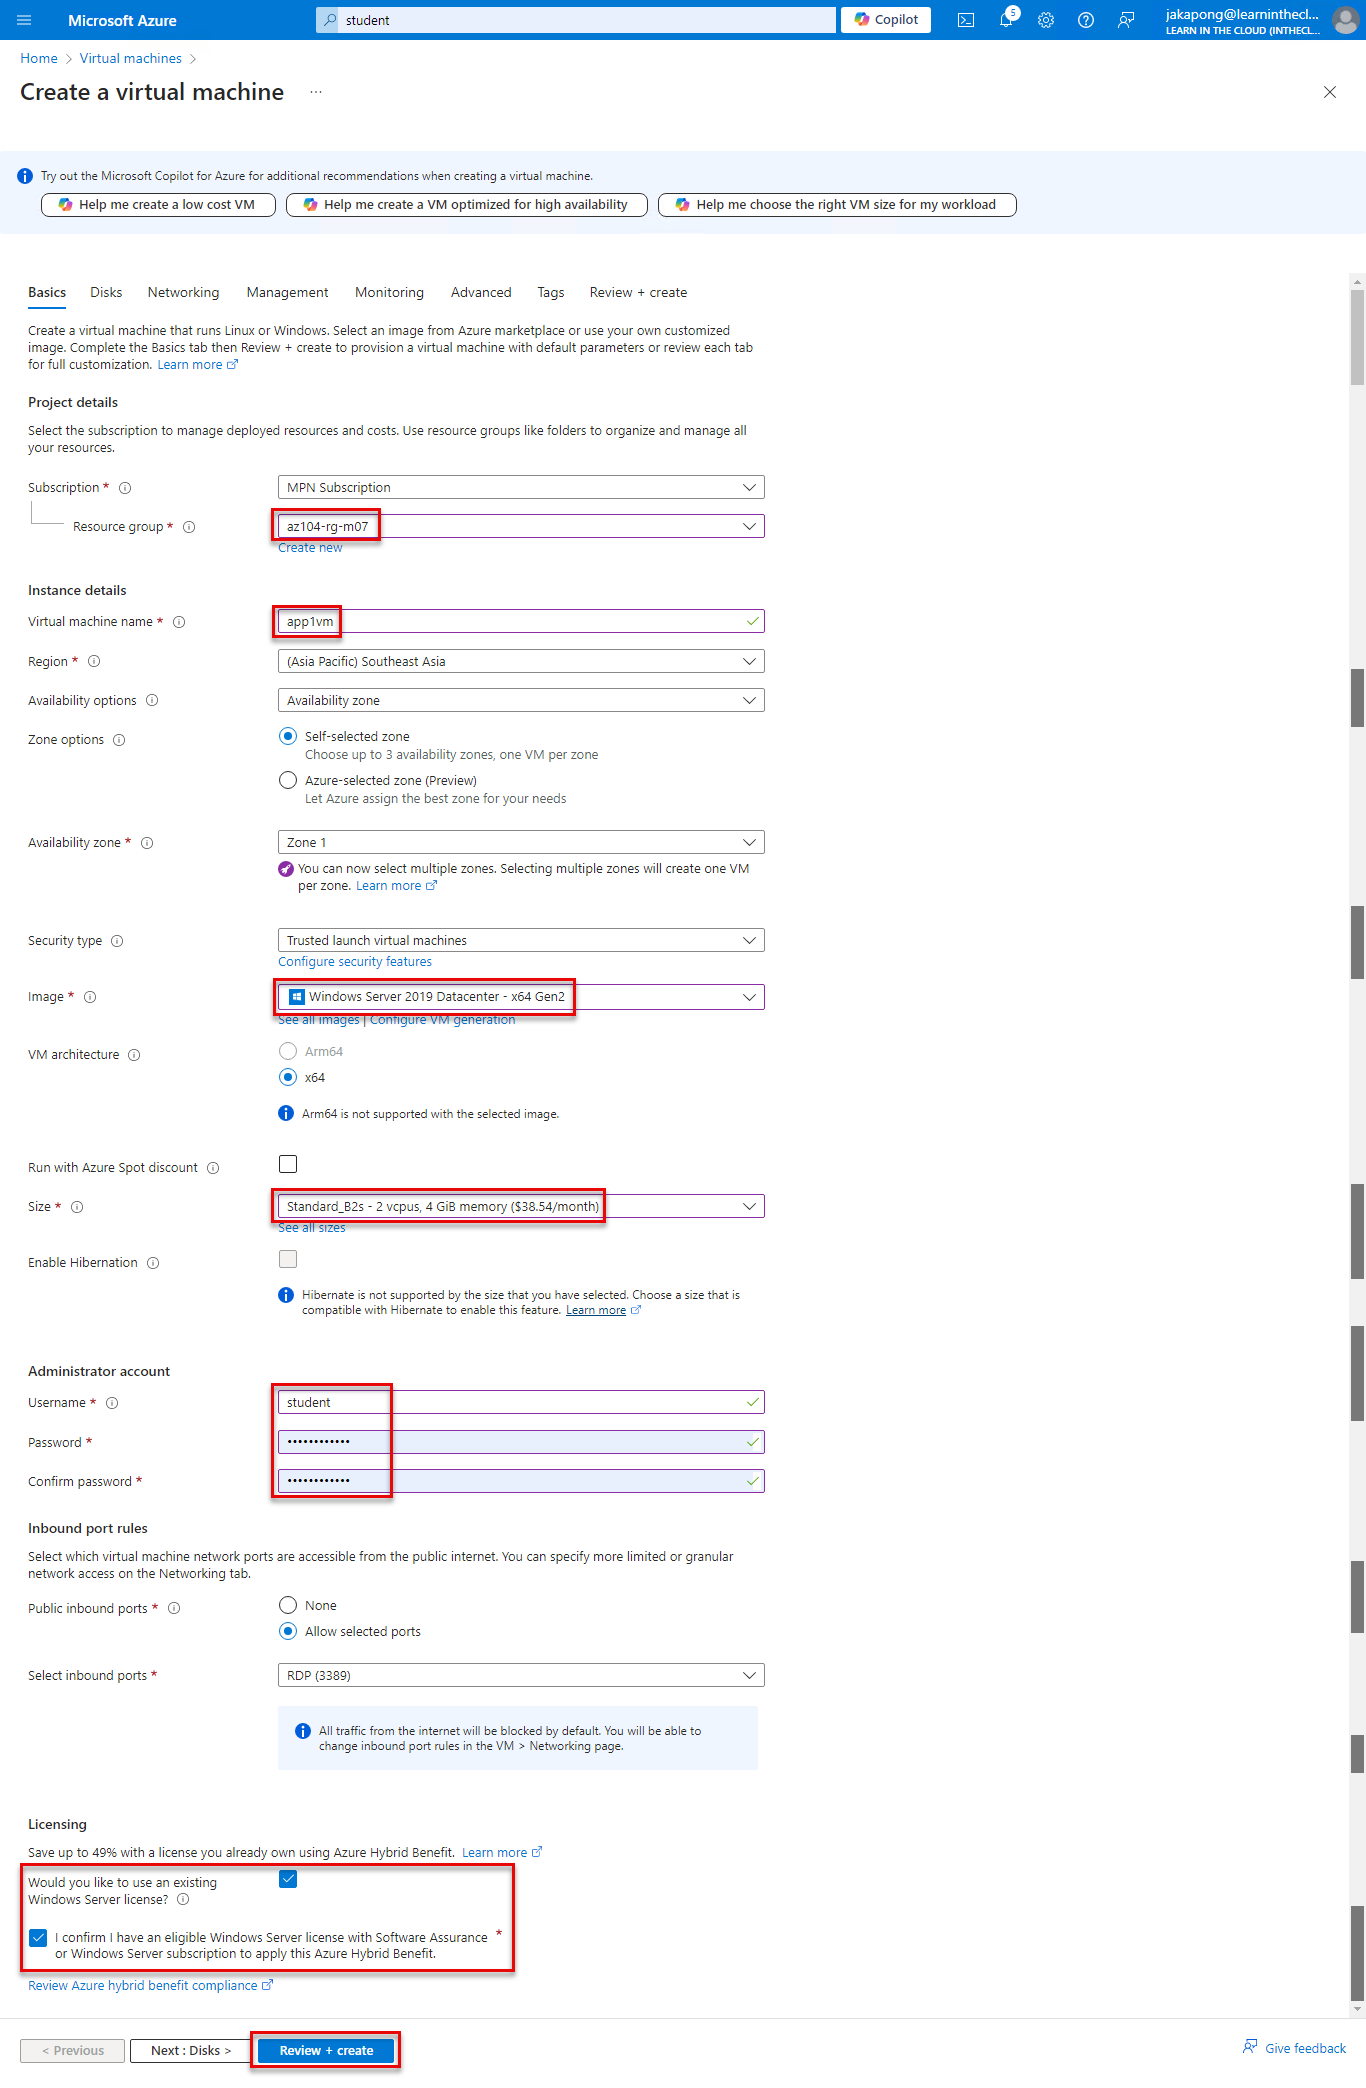 Microsoft Azure
student
Copilot
5
jakapong@learninthecl...
LEARN IN THE CLOUD (INTHECL...
Home > Virtual machines >
Create a virtual machine ...
Try out the Microsoft Copilot for Azure for additional recommendations when creating a virtual machine.
Help me create a low cost VM
Help me create a VM optimized for high availability
Help me choose the right VM size for my workload
Basics Disks Networking Management Monitoring Advanced Tags Review + create
Create a virtual machine that runs Linux or Windows. Select an image from Azure marketplace or use your own customized
image. Complete the Basics tab then Review + create to provision a virtual machine with default parameters or review each tab
for full customization. Learn more
Project details
Select the subscription to manage deployed resources and costs. Use resource groups like folders to organize and manage all
your resources.
Subscription * MPN Subscription
Resource group * az104-rg-m07
Create new
Instance details
Virtual machine name * app1vm
Region * (Asia Pacific) Southeast Asia
Availability options Availability zone
Zone options Self-selected zone
Choose up to 3 availability zones, one VM per zone
Azure-selected zone (Preview)
Let Azure assign the best zone for your needs
Availability zone * Zone 1
You can now select multiple zones. Selecting multiple zones will create one VM
per zone. Learn more
Security type Trusted launch virtual machines
Configure security features
Image * Windows Server 2019 Datacenter - x64 Gen2
See all images | Configure VM generation
VM architecture Arm64
x64
Arm64 is not supported with the selected image.
Run with Azure Spot discount
Size * Standard_B2s - 2 vcpus, 4 GiB memory ($38.54/month)
See all sizes
Enable Hibernation
Hibernate is not supported by the size that you have selected. Choose a size that is
compatible with Hibernate to enable this feature. Learn more
Administrator account
Username * student
Password * ••••••••••••
Confirm password * ••••••••••••
Inbound port rules
Select which virtual machine network ports are accessible from the public internet. You can specify more limited or granular
network access on the Networking tab.
Public inbound ports * None
Allow selected ports
Select inbound ports * RDP (3389)
All traffic from the internet will be blocked by default. You will be able to
change inbound port rules in the VM > Networking page.
Licensing
Save up to 49% with a license you already own using Azure Hybrid Benefit. Learn more
Would you like to use an existing
Windows Server license?
I confirm I have an eligible Windows Server license with Software Assurance *
or Windows Server subscription to apply this Azure Hybrid Benefit.
Review Azure hybrid benefit compliance
< Previous Next : Disks > Review + create Give feedback